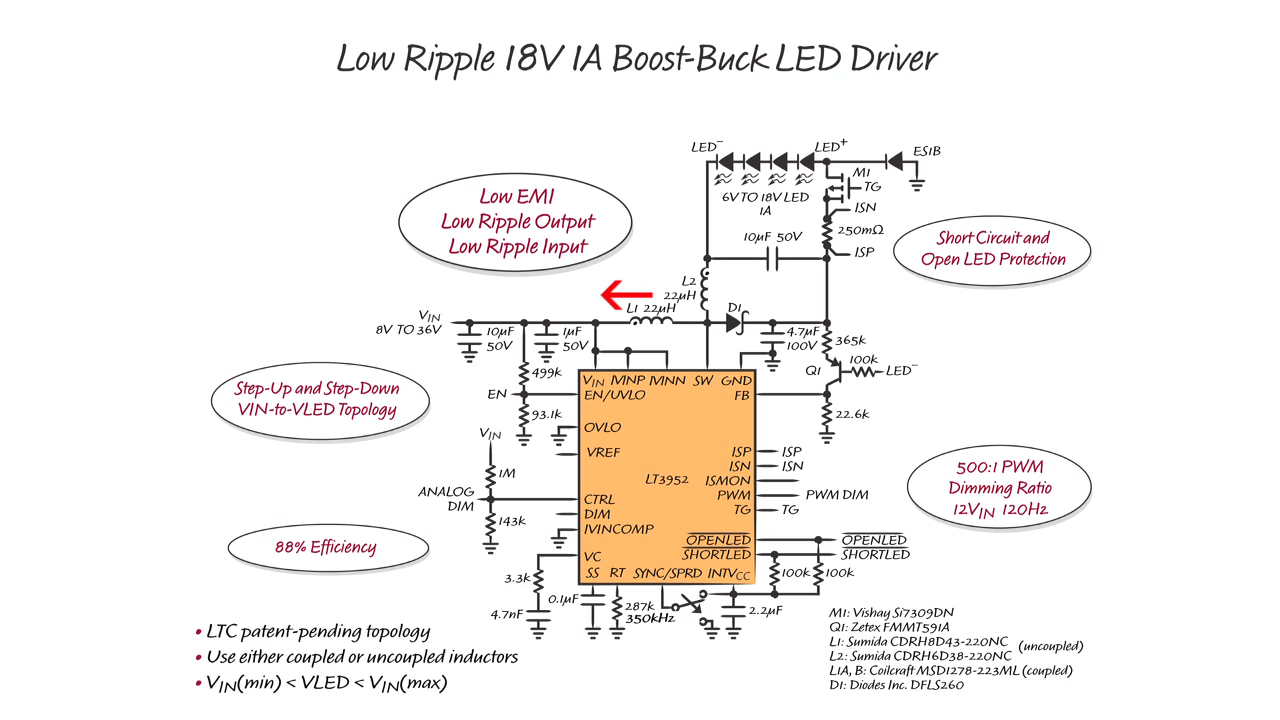 Low Ripple 18V 1A Boost-Buck LED Driver
LED⁻
LED⁺
ES1B
M1
TG
6V TO 18V LED
1A
ISN
250mΩ
ISP
10µF 50V
Low EMI
Low Ripple Output
Low Ripple Input
Short Circuit and
Open LED Protection
L2
22µH
L1 22µH
D1
VIN
8V TO 36V
10µF
50V
1µF
50V
4.7µF
100V
365k
100k
Q1
LED⁻
499k
VIN IVINP IVINN SW GND
EN
EN/UVLO
FB
93.1k
22.6k
Step-Up and Step-Down
VIN-to-VLED Topology
OVLO
VIN
VREF
ISP
ISP
ISN
ISN
1M
LT3952
ISMON
ANALOG
DIM
CTRL
PWM
PWM DIM
DIM
TG
TG
143k
IVINCOMP
500:1 PWM
Dimming Ratio
12VIN 120Hz
88% Efficiency
OPENLED
OPENLED
SHORTLED
SHORTLED
VC
SS RT SYNC/SPRD INTVCC
100k
100k
3.3k
0.1µF
287k
350kHz
4.7nF
2.2µF
• LTC patent-pending topology
• Use either coupled or uncoupled inductors
• VIN(min) < VLED < VIN(max)
M1: Vishay Si7309DN
Q1: Zetex FMMT591A
L1: Sumida CDRH8D43-220NC
(uncoupled)
L2: Sumida CDRH6D38-220NC
L1A, B: Coilcraft MSD1278-223ML (coupled)
D1: Diodes Inc. DFLS260